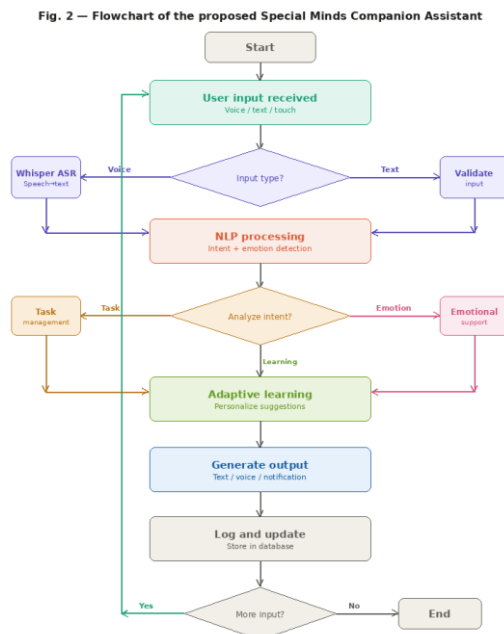 Fig. 2 — Flowchart of the proposed Special Minds Companion Assistant
Start
User input received
Voice / text / touch
Whisper ASR
Speech→text
Voice
Input type?
Text
Validate
input
NLP processing
Intent + emotion detection
Task
management
Task
Analyze intent?
Emotion
Emotional
support
Learning
Adaptive learning
Personalize suggestions
Generate output
Text / voice / notification
Log and update
Store in database
Yes
More input?
No
End